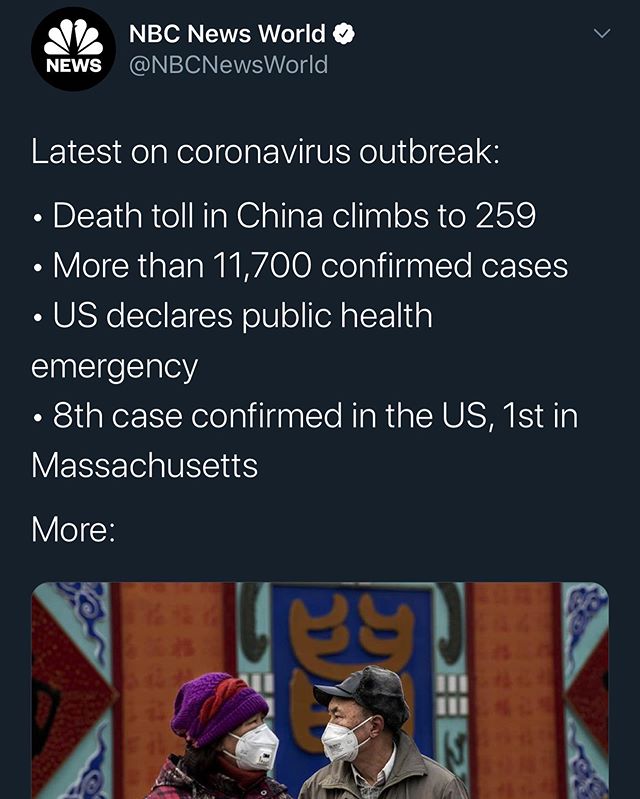 NEWS
NBC News World
@NBCNewsWorld
Latest on coronavirus outbreak:
• Death toll in China climbs to 259
• More than 11,700 confirmed cases
• US declares public health
emergency
• 8th case confirmed in the US, 1st in
Massachusetts
More: